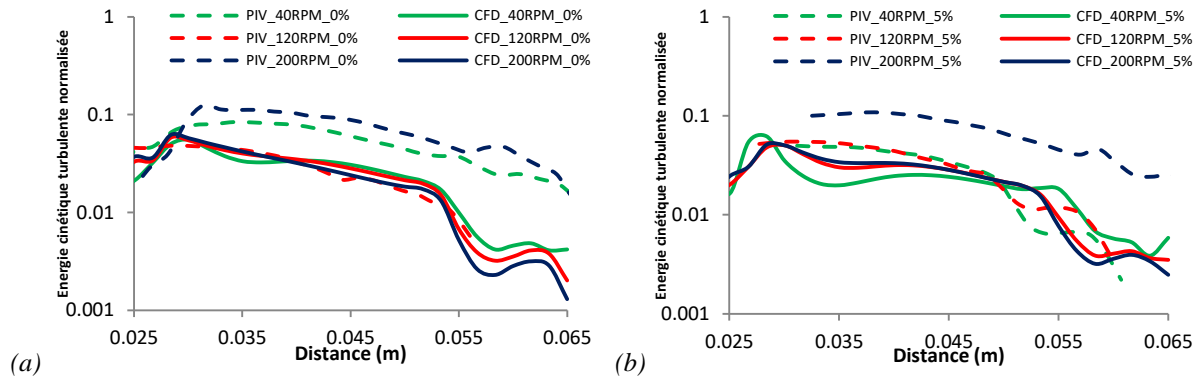 PIV_40RPM_0% CFD_40RPM_0%
PIV_120RPM_0% CFD_120RPM_0%
PIV_200RPM_0% CFD_200RPM_0%
Energie cinétique turbulente normalisée
1
0.1
0.01
0.001
0.025 0.035 0.045 0.055 0.065
Distance (m)
(a)
PIV_40RPM_5% CFD_40RPM_5%
PIV_120RPM_5% CFD_120RPM_5%
PIV_200RPM_5% CFD_200RPM_5%
Energie cinétique turbulente normalisée
1
0.1
0.01
0.001
0.025 0.035 0.045 0.055 0.065
Distance (m)
(b)